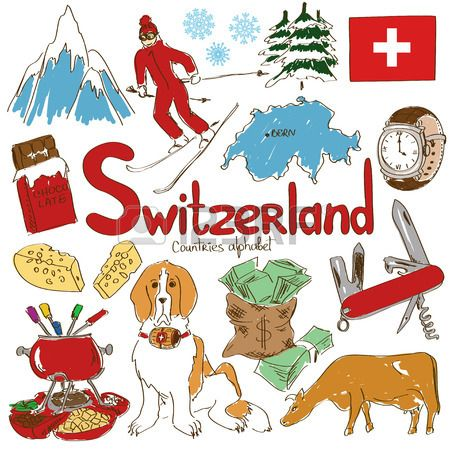 BERN
CHOCO
LATE
Switzerland
Countries alphabet
$